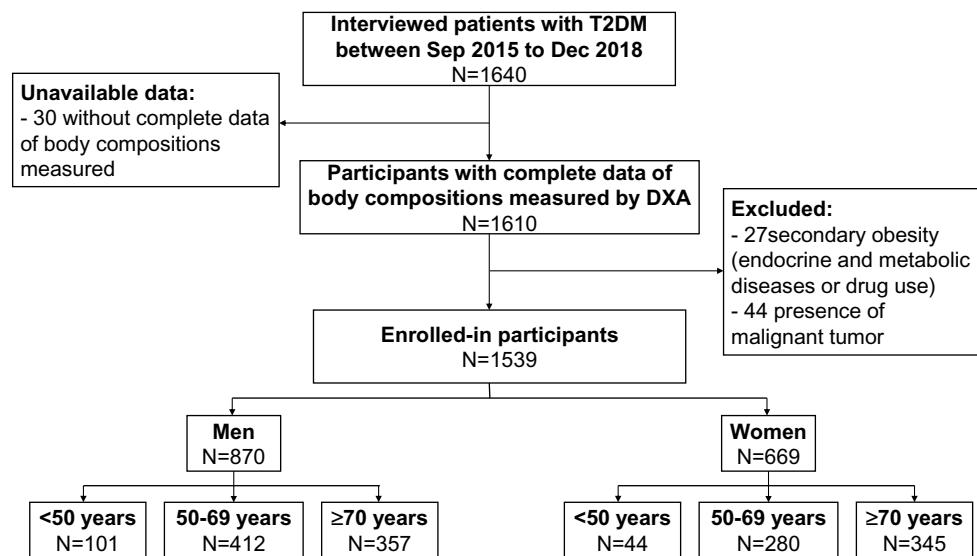 Interviewed patients with T2DM
between Sep 2015 to Dec 2018
N=1640
Unavailable data:
- 30 without complete data
of body compositions
measured
Participants with complete data of
body compositions measured by DXA
N=1610
Excluded:
- 27secondary obesity
(endocrine and metabolic
diseases or drug use)
- 44 presence of
malignant tumor
Enrolled-in participants
N=1539
Men
N=870
Women
N=669
<50 years
N=101
50-69 years
N=412
≥70 years
N=357
<50 years
N=44
50-69 years
N=280
≥70 years
N=345